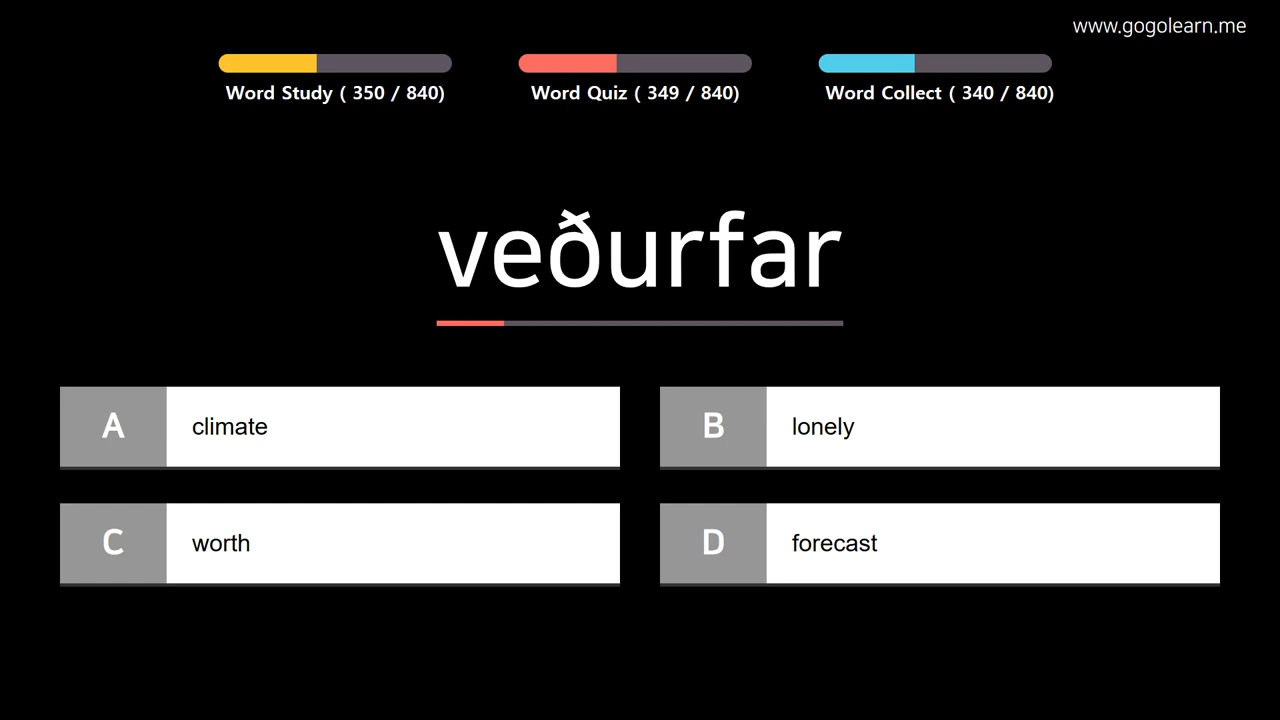 www.gogolearn.me
Word Study ( 350 / 840)
Word Quiz ( 349 / 840)
Word Collect ( 340 / 840)
veðurfar
A climate
B lonely
C worth
D forecast